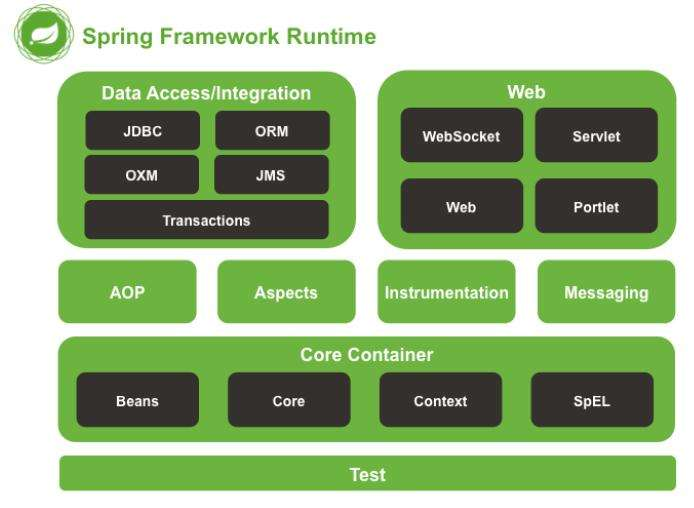 Spring Framework Runtime
Data Access/Integration
JDBC
ORM
OXM
JMS
Transactions
Web
WebSocket
Servlet
Web
Portlet
AOP
Aspects
Instrumentation
Messaging
Core Container
Beans
Core
Context
SpEL
Test